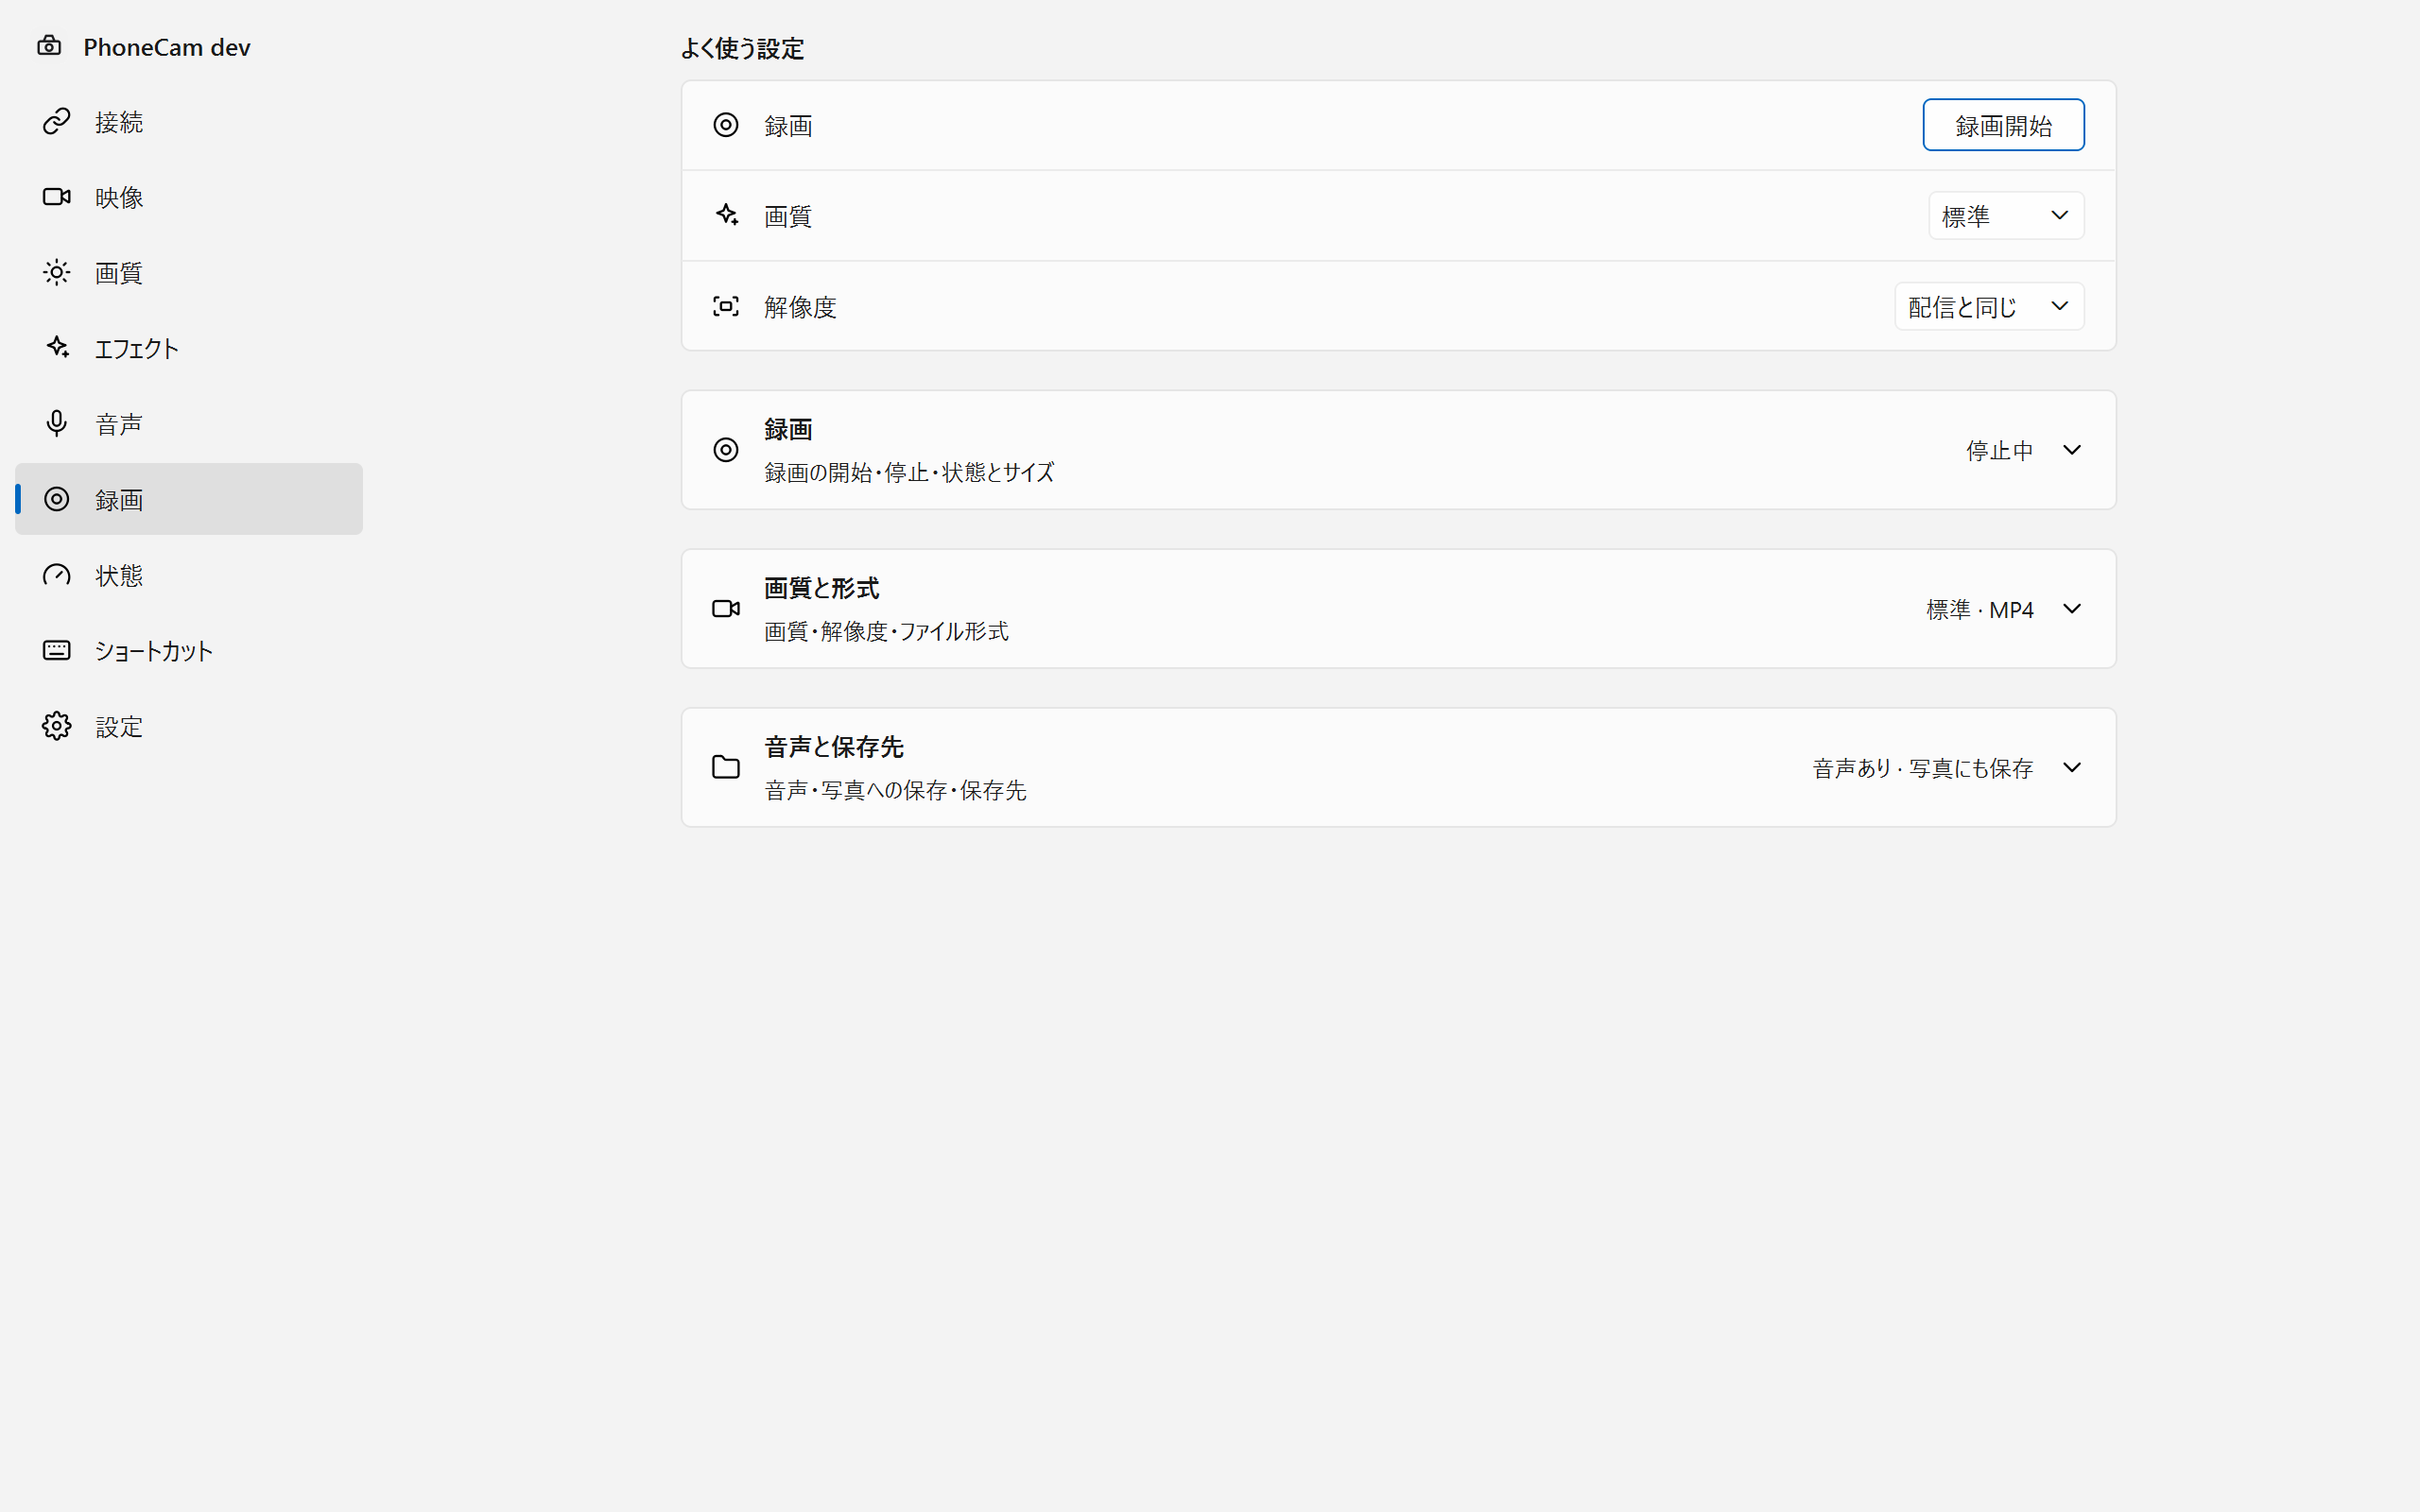 PhoneCam dev
接続
映像
画質
エフェクト
音声
録画
状態
ショートカット
設定
よく使う設定
録画
録画開始
画質
標準
解像度
配信と同じ
録画
録画の開始・停止・状態とサイズ
停止中
画質と形式
画質・解像度・ファイル形式
標準 · MP4
音声と保存先
音声・写真への保存・保存先
音声あり · 写真にも保存